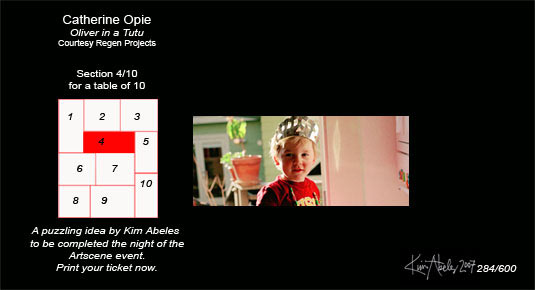 Catherine Opie
Oliver in a Tutu
Courtesy Regen Projects
Section 4/10
for a table of 10
1 2 3
4 5
6 7
10
8 9
A puzzling idea by Kim Abeles
to be completed the night of the
Artscene event.
Print your ticket now.
Kim Abeles 2007 284/600